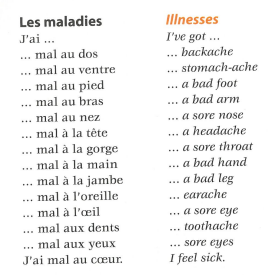 Les maladies
J'ai ...
... mal au dos
... mal au ventre
... mal au pied
... mal au bras
... mal au nez
... mal à la tête
... mal à la gorge
... mal à la main
... mal à la jambe
... mal à l'oreille
... mal à l'œil
... mal aux dents
... mal aux yeux
J'ai mal au cœur.
Illnesses
I've got ...
... backache
... stomach-ache
... a bad foot
... a bad arm
... a sore nose
... a headache
... a sore throat
... a bad hand
... a bad leg
... earache
... a sore eye
... toothache
... sore eyes
I feel sick.